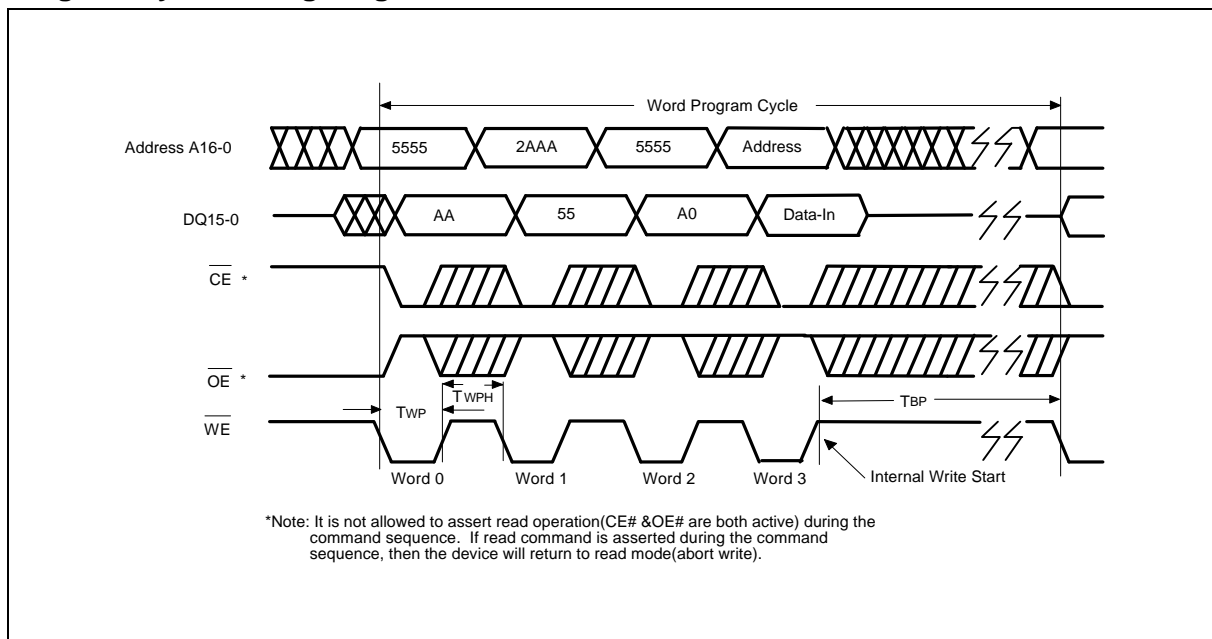 Word Program Cycle
Address A16-0
5555
2AAA
5555
Address
DQ15-0
AA
55
A0
Data-In
CE *
OE *
TWP
TWPH
TBP
WE
Word 0
Word 1
Word 2
Word 3
Internal Write Start
*Note: It is not allowed to assert read operation(CE# &OE# are both active) during the
command sequence. If read command is asserted during the command
sequence, then the device will return to read mode(abort write).